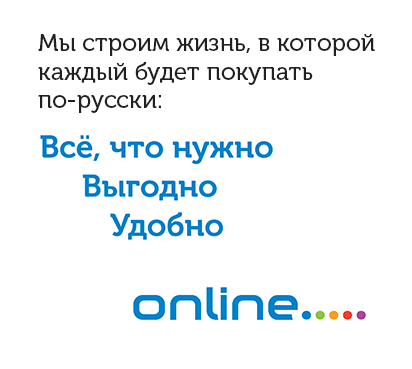 Мы строим жизнь, в которой
каждый будет покупать
по-русски:
Всё, что нужно
Выгодно
Удобно
online.....